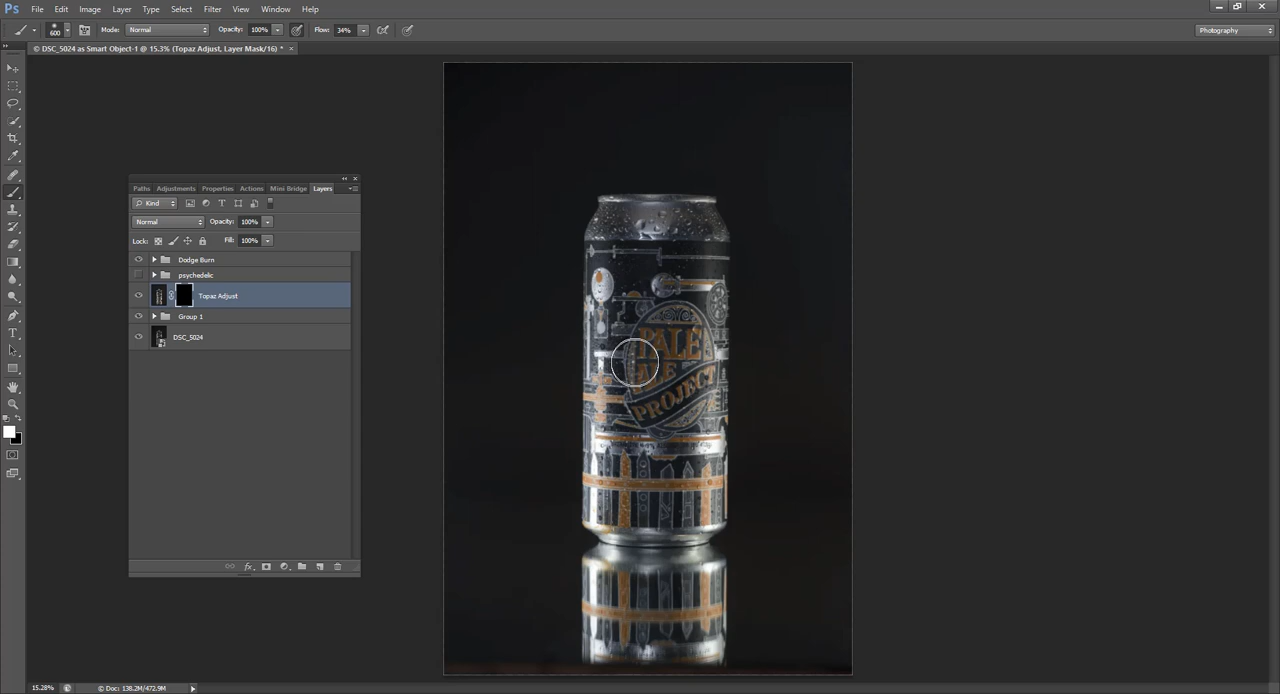 Ps File Edit Image Layer Type Select Filter View Window Help
600 Mode: Normal Opacity: 100% Flow: 34% Photography
© DSC_5024 as Smart Object-1 @ 15.3% (Topaz Adjust, Layer Mask/16) * ×
Paths Adjustments Properties Actions Mini Bridge Layers
Kind
Normal Opacity: 100%
Lock: Fill: 100%
Dodge Burn
psychedelic
Topaz Adjust
Group 1
DSC_5024
fx
PALE
ALE
PROJECT
15.28% © Doc: 138.2M/472.9M